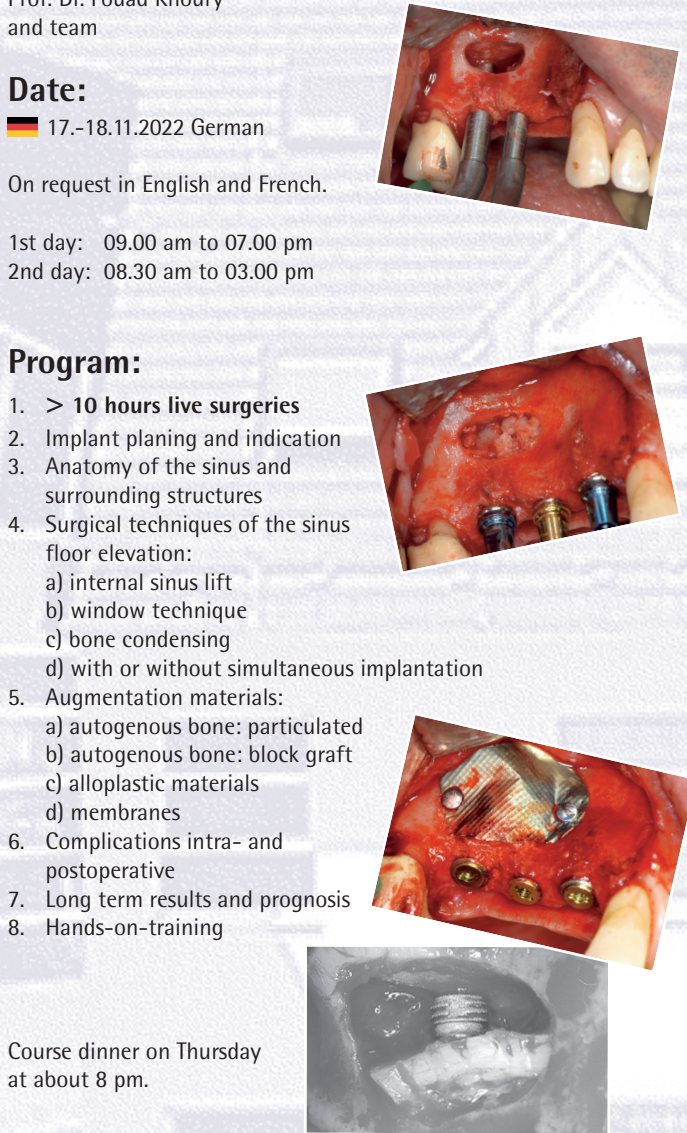 Prof. Dr. Fouad Khoury
and team
Date:
17.-18.11.2022 German
On request in English and French.
1st day: 09.00 am to 07.00 pm
2nd day: 08.30 am to 03.00 pm
Program:
1. > 10 hours live surgeries
2. Implant planing and indication
3. Anatomy of the sinus and
surrounding structures
4. Surgical techniques of the sinus
floor elevation:
a) internal sinus lift
b) window technique
c) bone condensing
d) with or without simultaneous implantation
5. Augmentation materials:
a) autogenous bone: particulated
b) autogenous bone: block graft
c) alloplastic materials
d) membranes
6. Complications intra- and
postoperative
7. Long term results and prognosis
8. Hands-on-training
Course dinner on Thursday
at about 8 pm.